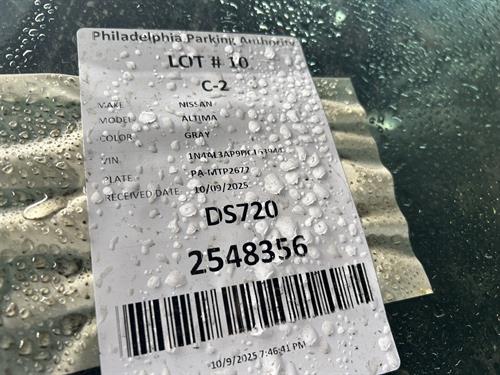 Philadelphia Parking Authority
LOT # 10
C-2
MAKE NISSAN
MODEL ALTIMA
COLOR GRAY
VIN
PLATE PA-MTP2672
RECEIVED DATE 10/09/2025
DS720
2548356
10/9/2025 7:46:41 PM